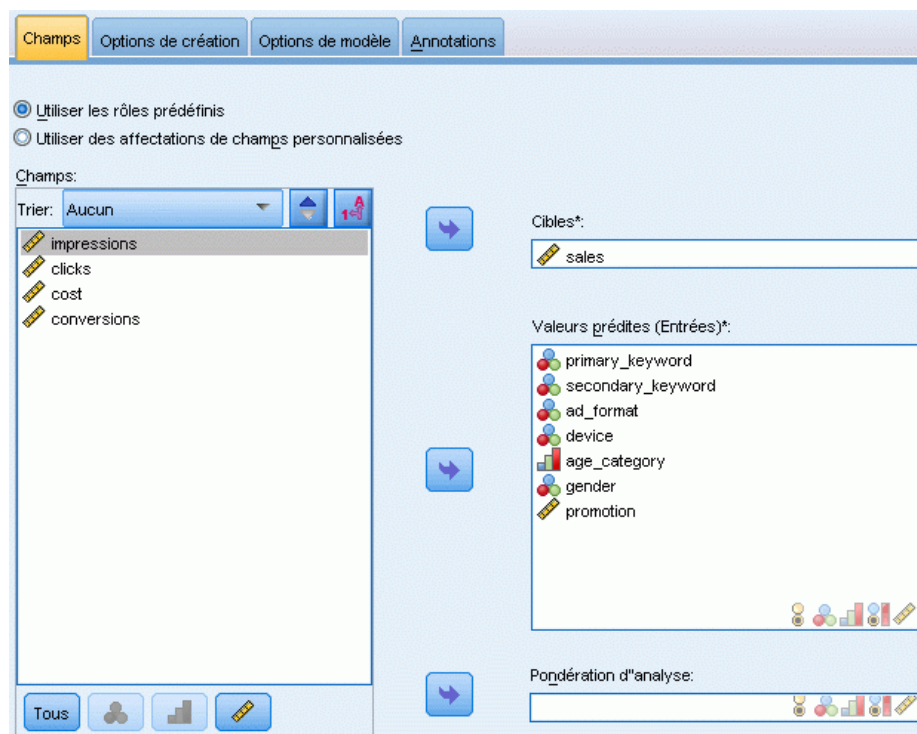 Champs
Options de création
Options de modèle
Annotations
Utiliser les rôles prédéfinis
Utiliser des affectations de champs personnalisées
Champs:
Trier: Aucun
impressions
clicks
cost
conversions
Tous
Cibles*:
sales
Valeurs prédites (Entrées)*:
primary_keyword
secondary_keyword
ad_format
device
age_category
gender
promotion
Pondération d"analyse: